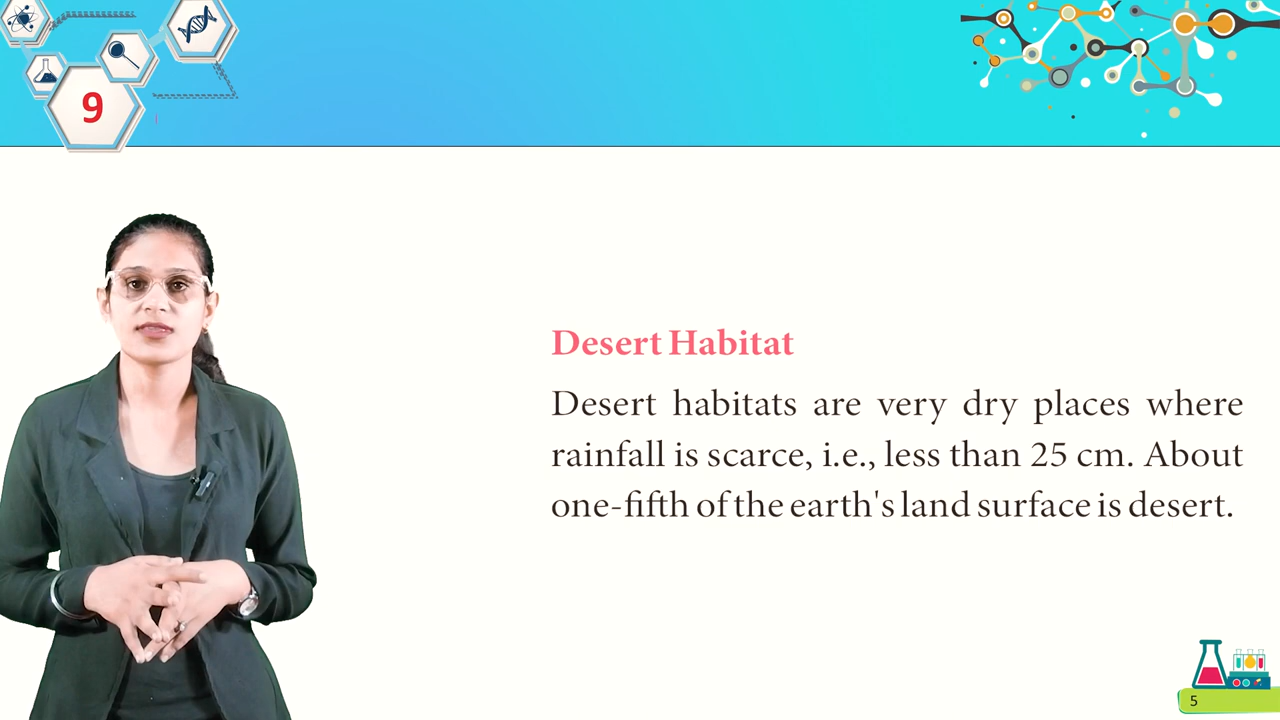 9
Desert Habitat
Desert habitats are very dry places where
rainfall is scarce, i.e., less than 25 cm. About
one-fifth of the earth's land surface is desert.
5